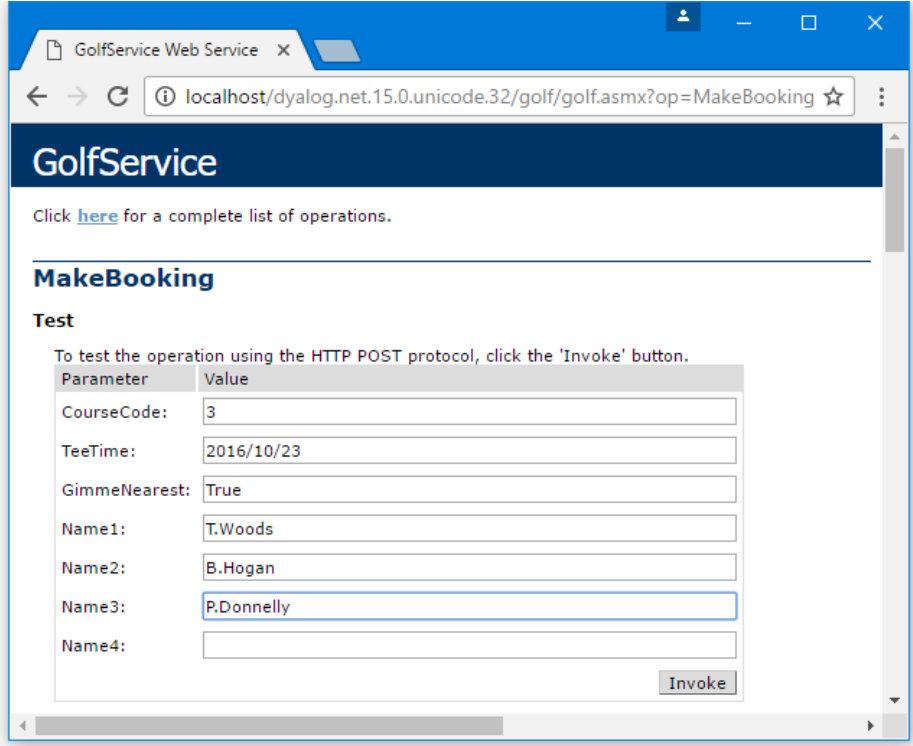 GolfService Web Service
localhost/dyalog.net.15.0.unicode.32/golf/golf.asmx?op=MakeBooking
GolfService
Click here for a complete list of operations.
MakeBooking
Test
To test the operation using the HTTP POST protocol, click the 'Invoke' button.
Parameter Value
CourseCode: 3
TeeTime: 2016/10/23
GimmeNearest: True
Name1: T.Woods
Name2: B.Hogan
Name3: P.Donnelly
Name4:
Invoke